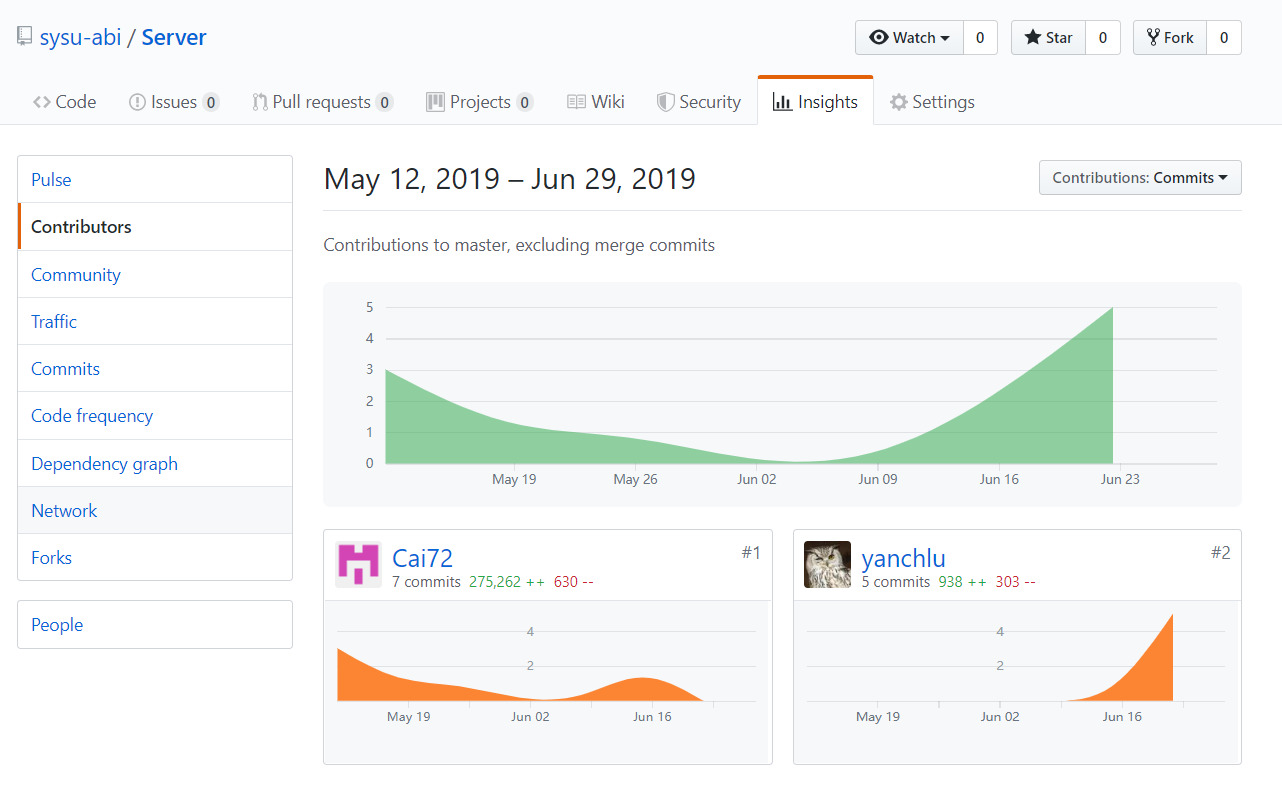 sysu-abi / Server
Watch 0 Star 0 Fork 0
Code Issues 0 Pull requests 0 Projects 0 Wiki Security Insights Settings
Pulse
Contributors
Community
Traffic
Commits
Code frequency
Dependency graph
Network
Forks
People
May 12, 2019 – Jun 29, 2019
Contributions: Commits
Contributions to master, excluding merge commits
5
4
3
2
1
0
May 19 May 26 Jun 02 Jun 09 Jun 16 Jun 23
Cai72 #1
7 commits 275,262 ++ 630 --
4
2
May 19 Jun 02 Jun 16
yanchlu #2
5 commits 938 ++ 303 --
4
2
May 19 Jun 02 Jun 16